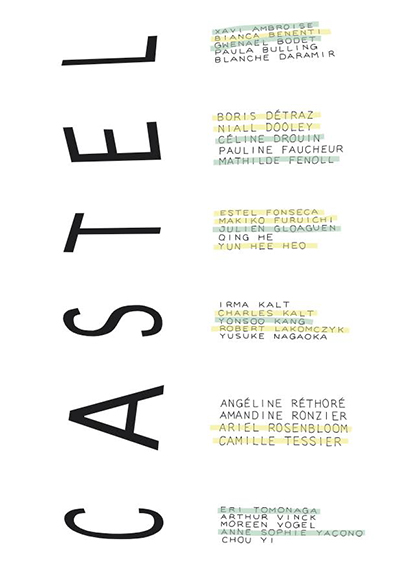 CASTEL
XAVI AMBROISE
BIANCA BENENTI
GWENAEL BODET
PAULA BULLING
BLANCHE DARAMIR
BORIS DÉTRAZ
NIALL DOOLEY
CÉLINE DROUIN
PAULINE FAUCHEUR
MATHILDE FENOLL
ESTEL FONSECA
MAKIKO FURUICHI
JULIEN GLOAGUEN
QING HE
YUN HEE HEO
IRMA KALT
CHARLES KALT
YONSOO KANG
ROBERT LAKOMCZYK
YUSUKE NAGAOKA
ANGÉLINE RÉTHORÉ
AMANDINE RONZIER
ARIEL ROSENBLOOM
CAMILLE TESSIER
ERI TOMONAGA
ARTHUR VINCK
MOREEN VOGEL
ANNE SOPHIE YACONO
CHOU YI